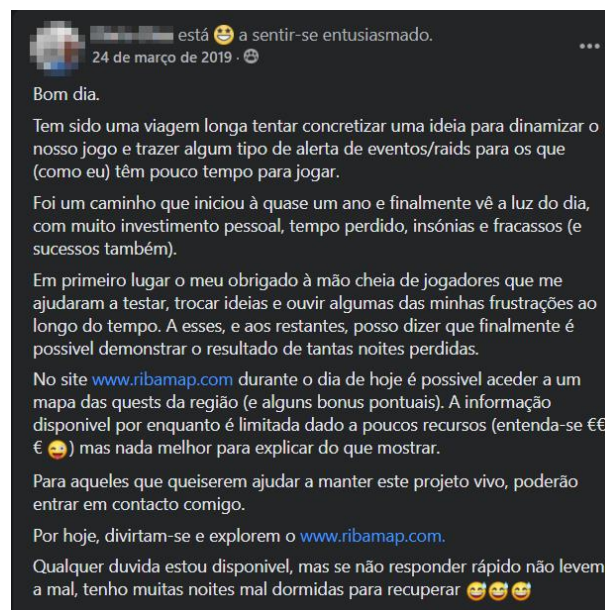 está 😀 a sentir-se entusiasmado.
24 de março de 2019 ·
Bom dia.
Tem sido uma viagem longa tentar concretizar uma ideia para dinamizar o
nosso jogo e trazer algum tipo de alerta de eventos/raids para os que
(como eu) têm pouco tempo para jogar.
Foi um caminho que iniciou à quase um ano e finalmente vê a luz do dia,
com muito investimento pessoal, tempo perdido, insónias e fracassos (e
sucessos também).
Em primeiro lugar o meu obrigado à mão cheia de jogadores que me
ajudaram a testar, trocar ideias e ouvir algumas das minhas frustrações ao
longo do tempo. A esses, e aos restantes, posso dizer que finalmente é
possivel demonstrar o resultado de tantas noites perdidas.
No site www.ribamap.com durante o dia de hoje é possivel aceder a um
mapa das quests da região (e alguns bonus pontuais). A informação
disponivel por enquanto é limitada dado a poucos recursos (entenda-se €€
€ 😜) mas nada melhor para explicar do que mostrar.
Para aqueles que queiserem ajudar a manter este projeto vivo, poderão
entrar em contacto comigo.
Por hoje, divirtam-se e explorem o www.ribamap.com.
Qualquer duvida estou disponivel, mas se não responder rápido não levem
a mal, tenho muitas noites mal dormidas para recuperar 😅😅😅